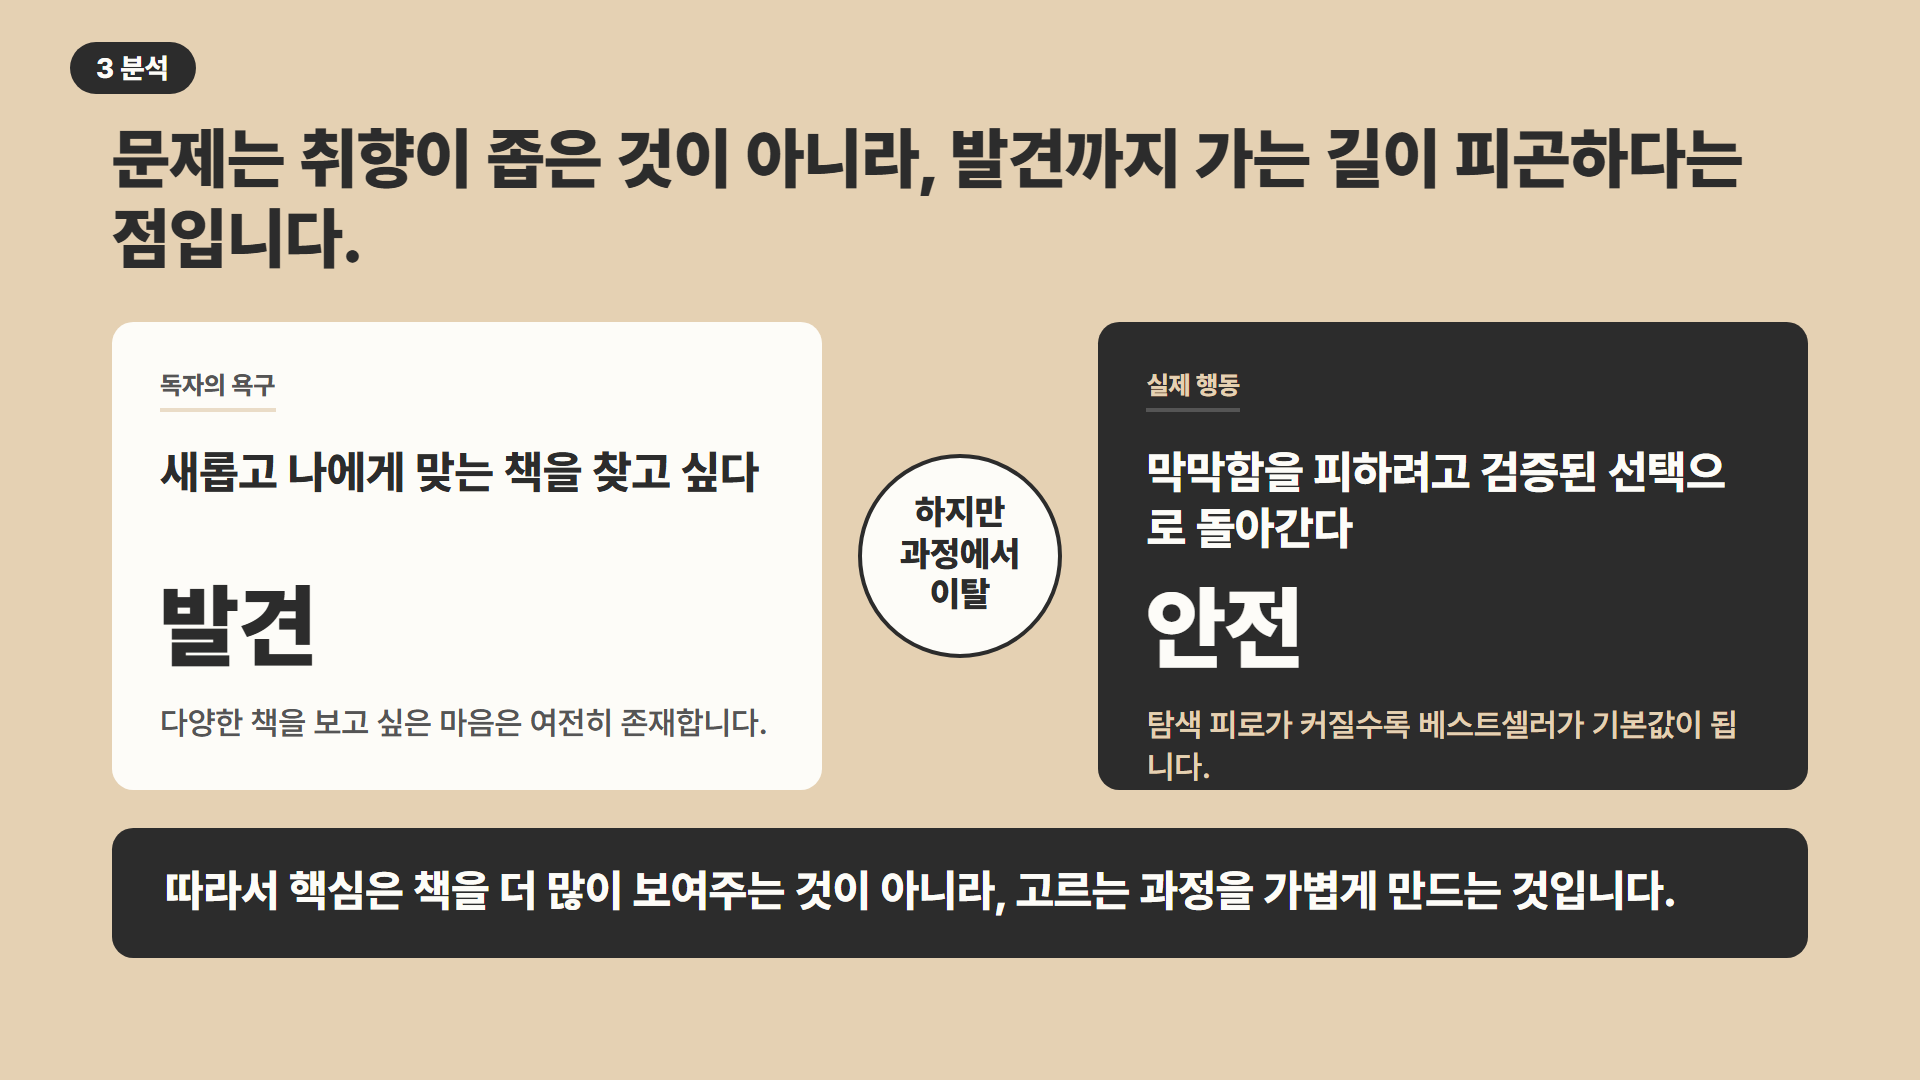 3 분석
문제는 취향이 좁은 것이 아니라, 발견까지 가는 길이 피곤하다는
점입니다.
독자의 욕구
새롭고 나에게 맞는 책을 찾고 싶다
발견
다양한 책을 보고 싶은 마음은 여전히 존재합니다.
하지만
과정에서
이탈
실제 행동
막막함을 피하려고 검증된 선택으
로 돌아간다
안전
탐색 피로가 커질수록 베스트셀러가 기본값이 됩
니다.
따라서 핵심은 책을 더 많이 보여주는 것이 아니라, 고르는 과정을 가볍게 만드는 것입니다.